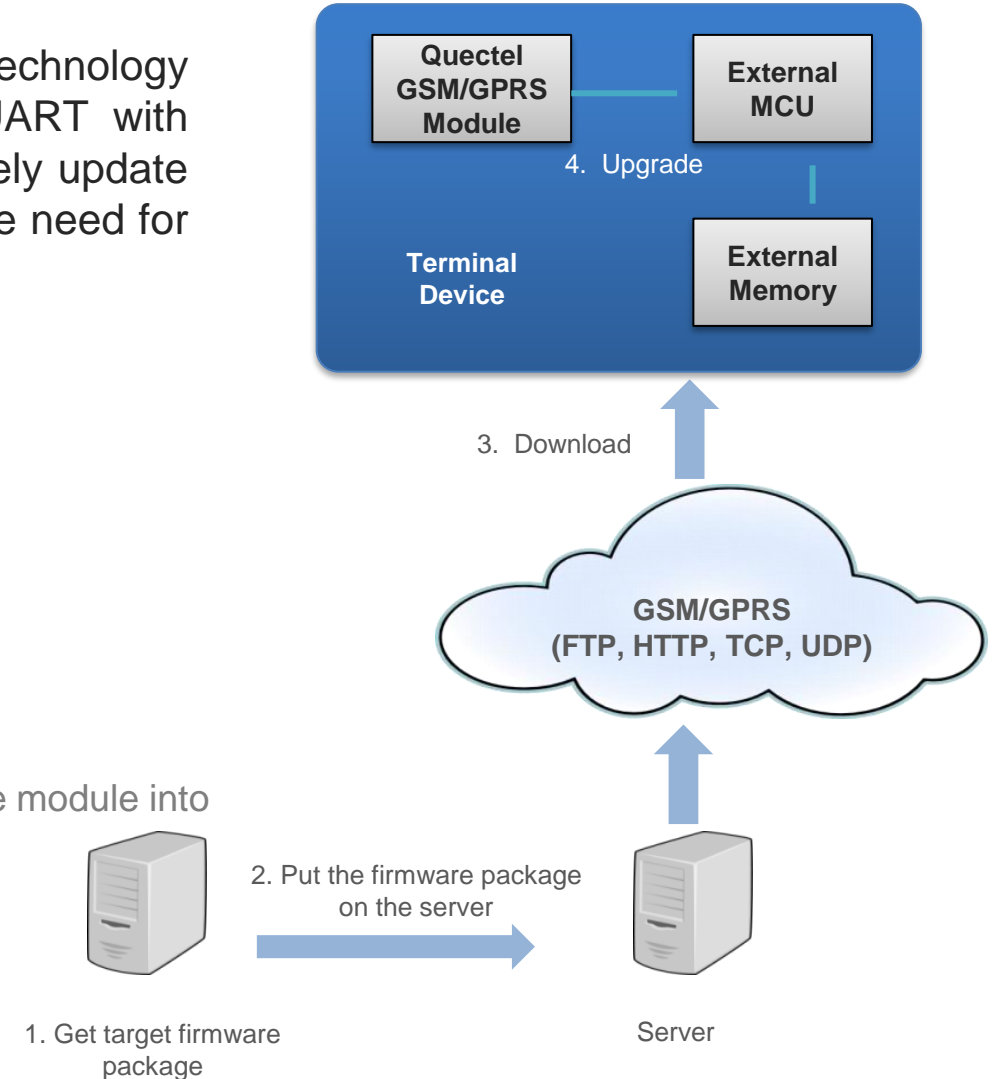 echnology
UART with
ely update
e need for
Quectel
GSM/GPRS
Module
External
MCU
4. Upgrade
Terminal
Device
External
Memory
3. Download
GSM/GPRS
(FTP, HTTP, TCP, UDP)
e module into
2. Put the firmware package
on the server
1. Get target firmware
package
Server